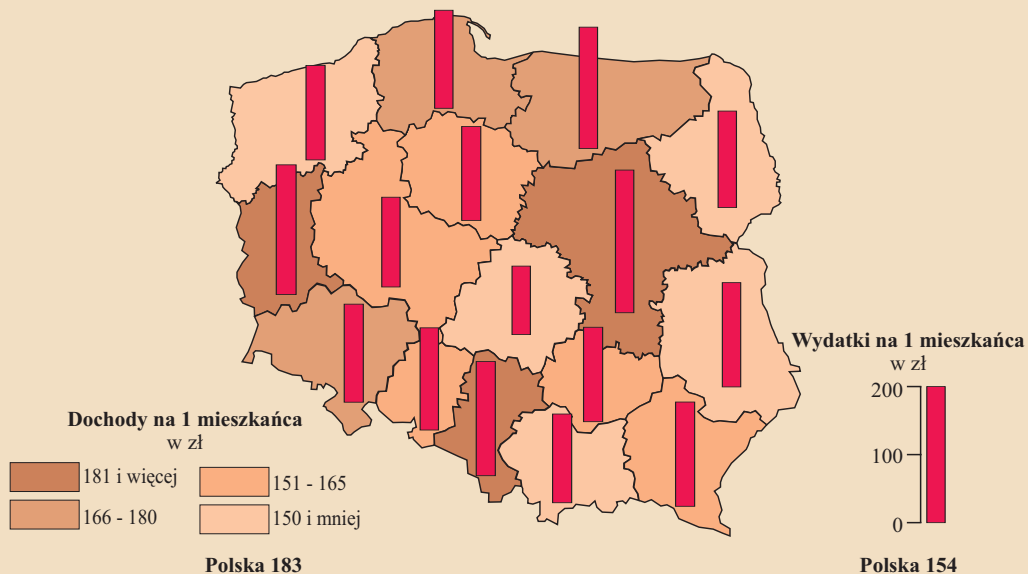 Dochody na 1 mieszkańca
w zł
181 i więcej
151 - 165
166 - 180
150 i mniej
Polska 183
Wydatki na 1 mieszkańca
w zł
200
100
0
Polska 154